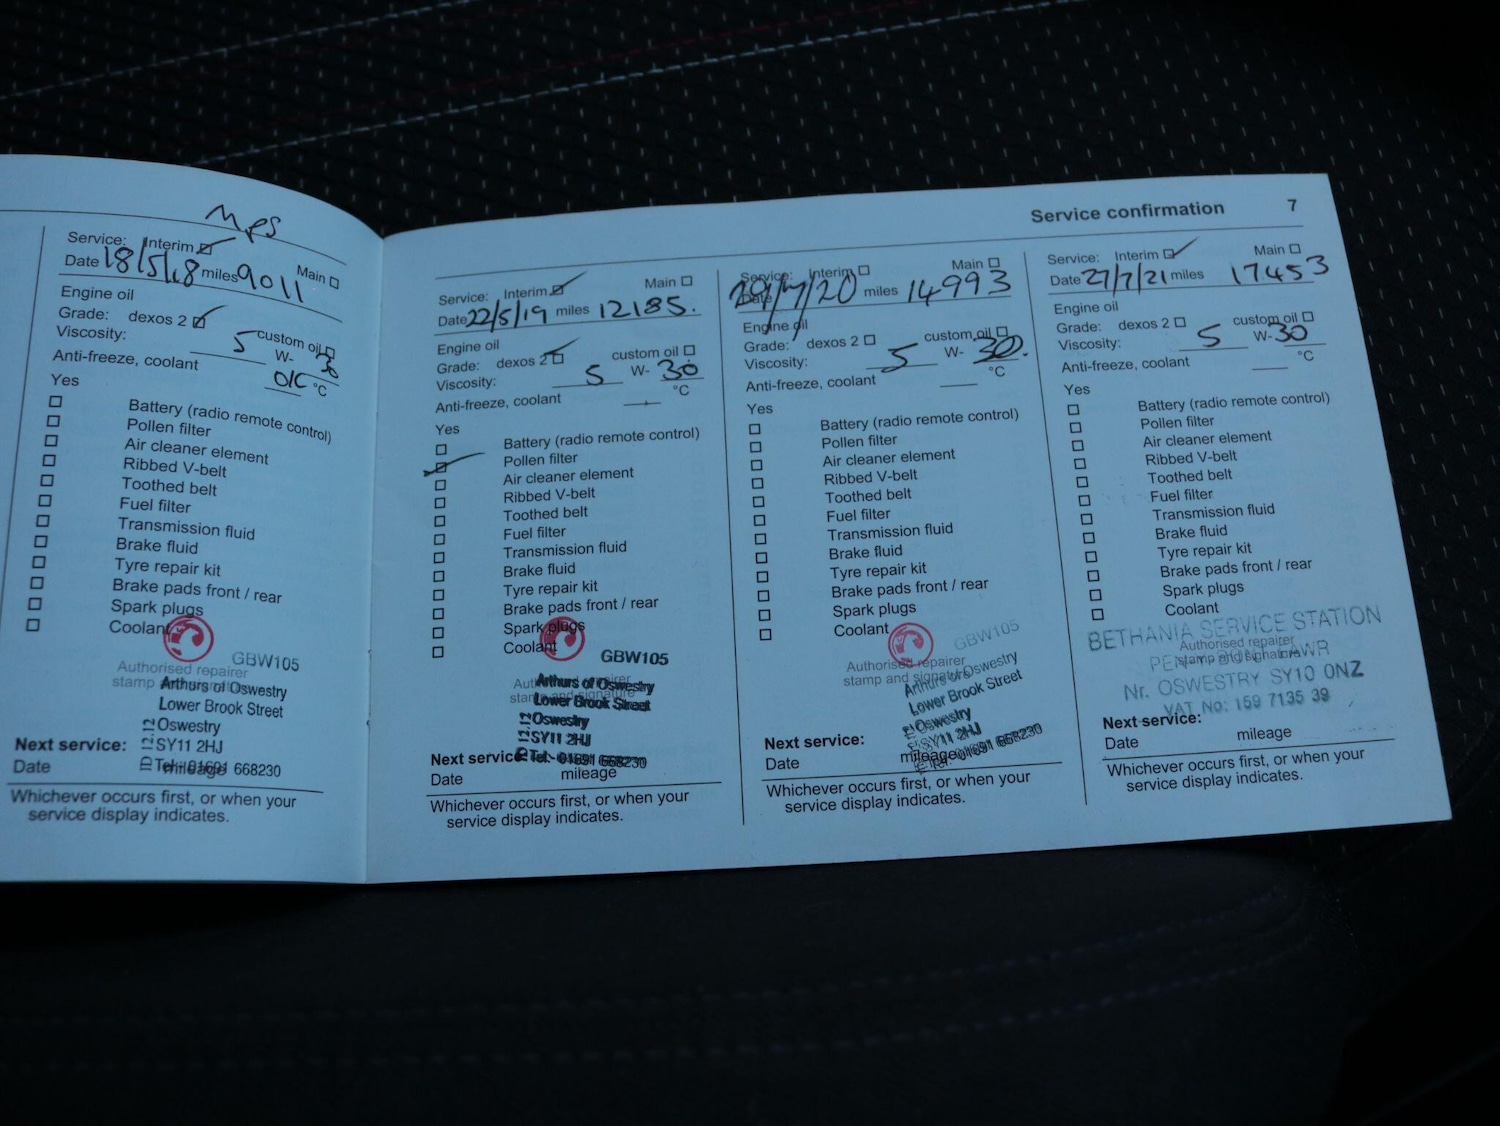 Service confirmation 7
Mps
Service: Interim Main
Date 18/5/18 miles 9011
Engine oil
Grade: dexos 2 custom oil
Viscosity: 5 W- 30
Anti-freeze, coolant O/C °C
Yes
Battery (radio remote control)
Pollen filter
Air cleaner element
Ribbed V-belt
Toothed belt
Fuel filter
Transmission fluid
Brake fluid
Tyre repair kit
Brake pads front / rear
Spark plugs
Coolant
GBW105
Authorised repairer
stamp and
Arthurs of Oswestry
Lower Brook Street
Oswestry
SY11 2HJ
Tel: 01691 668230
Next service:
Date mileage
Whichever occurs first, or when your
service display indicates.
Service: Interim Main
Date 22/5/19 miles 12185.
Engine oil
Grade: dexos 2 custom oil
Viscosity: 5 W- 30
Anti-freeze, coolant °C
Yes
Battery (radio remote control)
Pollen filter
Air cleaner element
Ribbed V-belt
Toothed belt
Fuel filter
Transmission fluid
Brake fluid
Tyre repair kit
Brake pads front / rear
Spark plugs
Coolant
GBW105
Authorised repairer
stamp and signature
Arthurs of Oswestry
Lower Brook Street
Oswestry
SY11 2HJ
Tel: 01691 668230
Next service:
Date mileage
Whichever occurs first, or when your
service display indicates.
Service: Interim Main
Date /20 miles 14993
Engine oil
Grade: dexos 2 custom oil
Viscosity: 5 W- 30.
Anti-freeze, coolant °C
Yes
Battery (radio remote control)
Pollen filter
Air cleaner element
Ribbed V-belt
Toothed belt
Fuel filter
Transmission fluid
Brake fluid
Tyre repair kit
Brake pads front / rear
Spark plugs
Coolant
GBW105
Authorised repairer
stamp and signature
Arthurs of Oswestry
Lower Brook Street
Oswestry
SY11 2HJ
Tel: 01691 668230
Next service:
Date mileage
Whichever occurs first, or when your
service display indicates.
Service: Interim Main
Date 27/7/21 miles 17453
Engine oil
Grade: dexos 2 custom oil
Viscosity: 5 W- 30
Anti-freeze, coolant °C
Yes
Battery (radio remote control)
Pollen filter
Air cleaner element
Ribbed V-belt
Toothed belt
Fuel filter
Transmission fluid
Brake fluid
Tyre repair kit
Brake pads front / rear
Spark plugs
Coolant
BETHANIA SERVICE STATION
Authorised repairer
stamp and signature
Nr. OSWESTRY SY10 0NZ
VAT No: 159 7135 39
Next service:
Date mileage
Whichever occurs first, or when your
service display indicates.